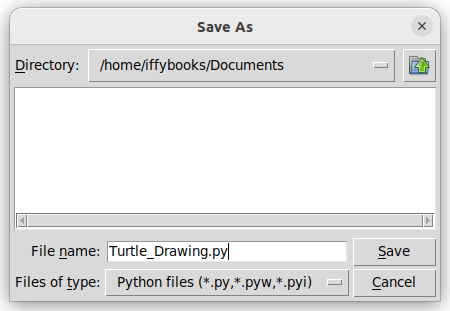 Save As
Directory: /home/iffybooks/Documents
File name: Turtle_Drawing.py Save
Files of type: Python files (*.py,*.pyw,*.pyi) Cancel